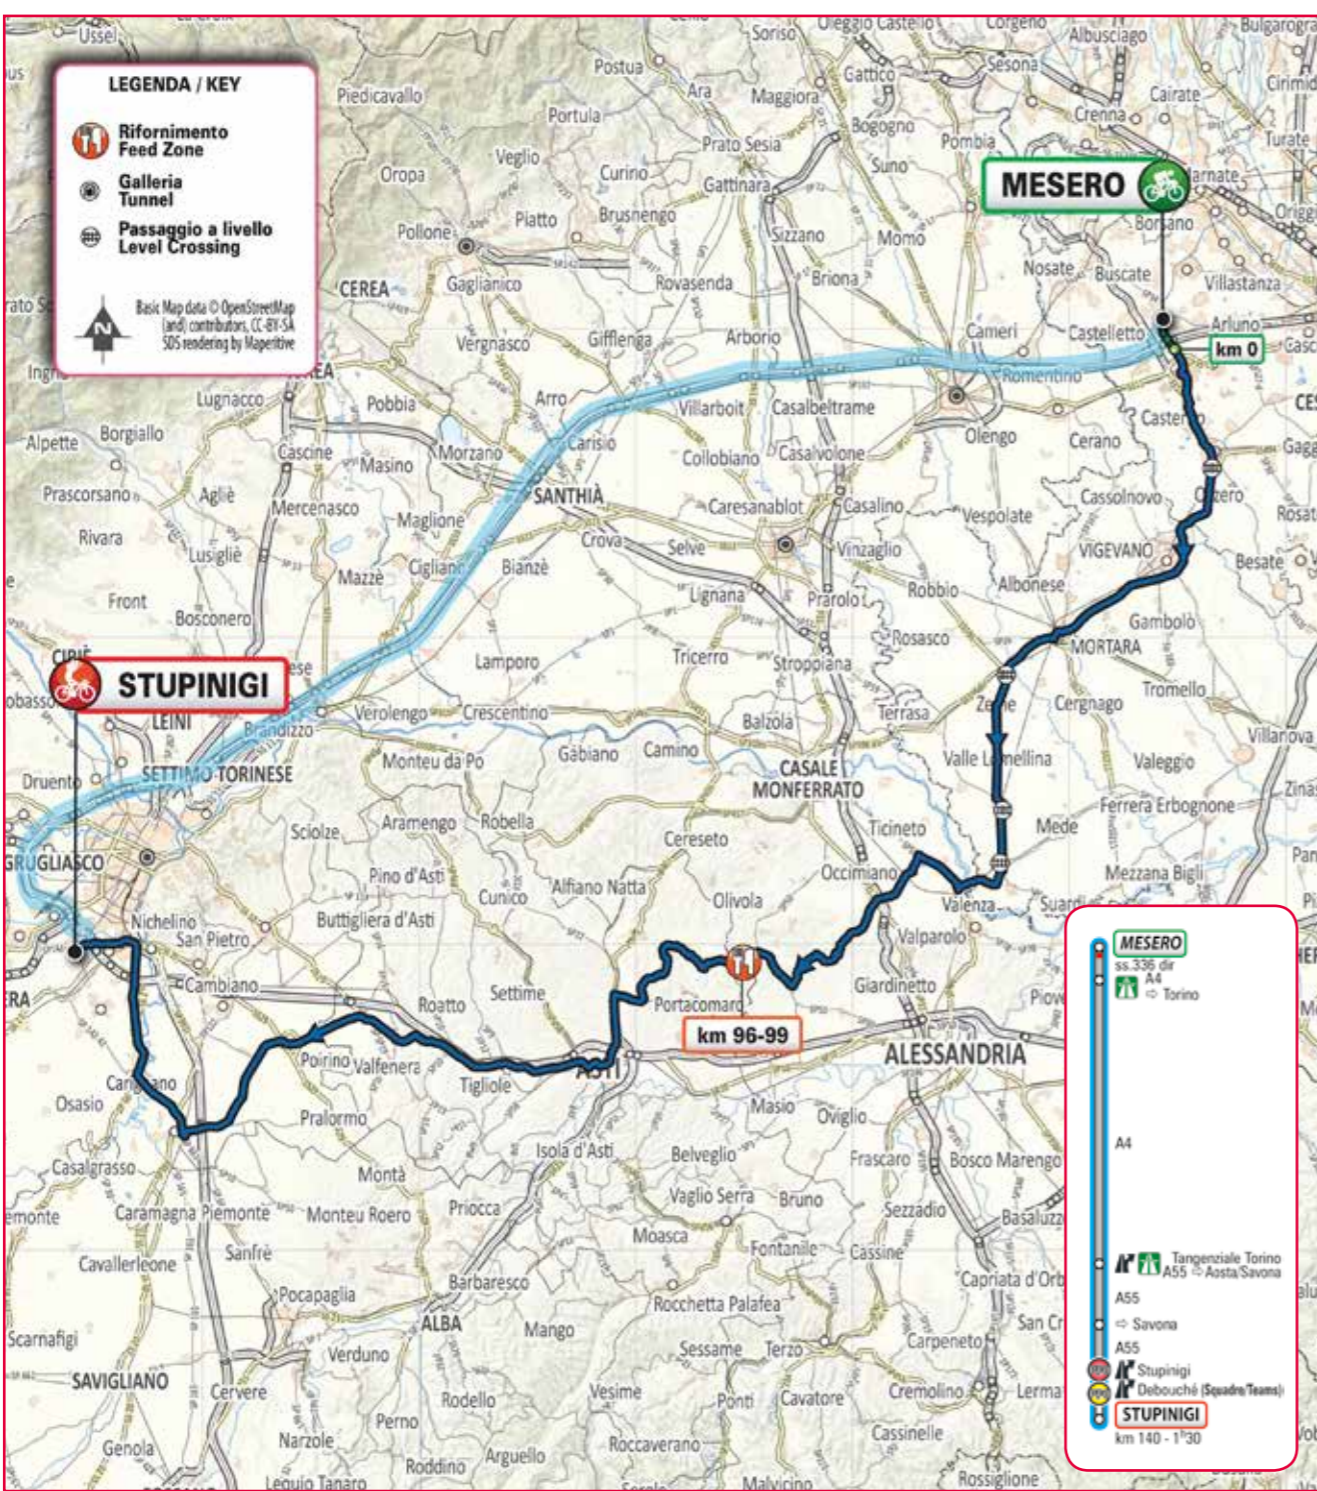 Ussel
Soriso
Oleggio Castello
Corgeno
Albusciago
Bulgarogra
LEGENDA / KEY
Rifornimento
Feed Zone
Galleria
Tunnel
Passaggio a livello
Level Crossing
N
Basic Map data © OpenStreetMap
(and) contributors, CC-BY-SA
SDS rendering by Maperitive
Postua
Gattico
Sesona
Piedicavallo
Ara
Maggiora
Cairate
Crenna
Portula
Bogogno
Pombia
Turate
Prato Sesia
Veglio
Suno
Oropa
Curino
Gattinara
MESERO
Piatto
Brusnengo
Borsano
Pollone
Sizzano
Momo
Nosate
Buscate
Villastanza
CEREA
Gaglianico
Rovasenda
Briona
Vergnasco
Gifflenga
Arborio
Cameri
Castelletto
Arluno
km 0
Romentino
Lugnacco
Pobbia
Arro
Villarboit
Casalbeltrame
Alpette
Borgiallo
Carisio
Olengo
Cerano
Cascine
Masino
Morzano
Collobiano
Casalvolone
Prascorsano
Agliè
Mercenasco
SANTHIÀ
Caresanablot
Casalino
Cassolnovo
Rivara
Maglione
Vespolate
Lusigliè
Crova
Selve
Vinzaglio
VIGEVANO
Besate
Mazzè
Bianzè
Lignana
Prarolo
Robbio
Albonese
Front
Bosconero
Gambolò
Rosasco
MORTARA
Lamporo
Tricerro
Stroppiana
STUPINIGI
Tromello
LEINI
Verolengo
Crescentino
Balzola
Terrasa
Cergnago
Brandizzo
Villanova
Monteu da Po
Gabiano
Camino
Druento
SETTIMO TORINESE
CASALE
MONFERRATO
Valeggio
Ferrera Erbognone
Sciolze
Aramengo
Robella
Cereseto
Ticineto
Mede
GRUGLIASCO
Pino d'Asti
Cunico
Alfiano Natta
Occimiano
Mezzana Bigli
Olivola
Valenza
Nichelino
Buttigliera d'Asti
San Pietro
Valparolo
Cambiano
Settime
Giardinetto
Roatto
Portacomaro
km 96-99
ALESSANDRIA
Poirino
Valfenera
ASTI
Tigliole
Osasio
Pralormo
Masio
Oviglio
Casalgrasso
Isola d'Asti
Belveglio
Frascaro
Bosco Marengo
Montà
Vaglio Serra
Bruno
Caramagna Piemonte
Monteu Roero
Priocca
Sezzadio
Moasca
Sanfrè
Fontanile
Cassine
Cavallerleone
Barbaresco
Pocapaglia
Rocchetta Palafea
ALBA
Mango
Scarnafigi
Verduno
Sessame
Terzo
Carpeneto
SAVIGLIANO
Cervere
Rodello
Vesime
Ponti
Cavatore
Cremolino
Lerma
Perno
Cassinelle
Narzole
Genola
Roddino
Arguello
Roccaverano
Lequio Tanaro
Malvicino
Rossiglione
MESERO
ss.336 dir
A4
⇨ Torino
A4
Tangenziale Torino
A55 ⇨ Aosta/Savona
A55
⇨ Savona
A55
Stupinigi
Debouché (Squadre/Teams)
STUPINIGI
km 140 - 1h30